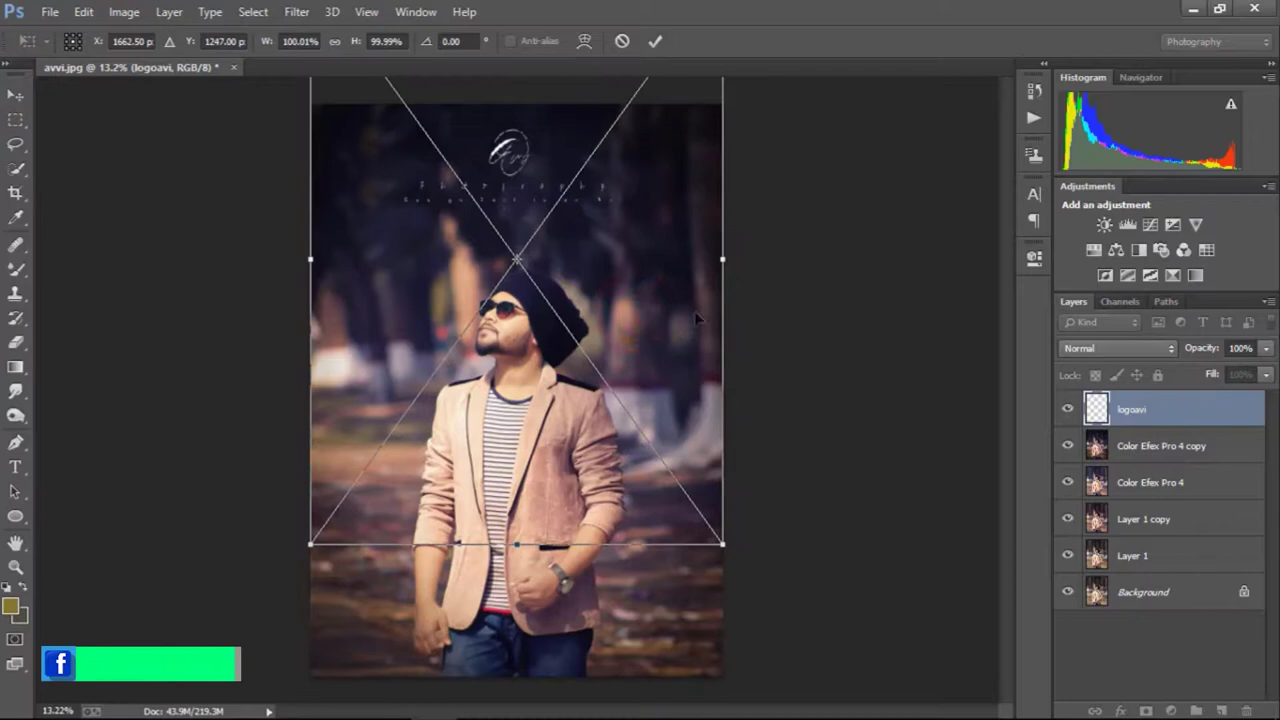 Ps File Edit Image Layer Type Select Filter 3D View Window Help
X: 1662.50 p Y: 1247.00 p W: 100.01% H: 99.99% 0.00 ° Anti-alias Photography
avvi.jpg @ 13.2% (logoavi, RGB/8) * ×
Histogram Navigator
Adjustments
Add an adjustment
Layers Channels Paths
Kind
Normal Opacity: 100%
Lock: Fill: 100%
logoavi
Color Efex Pro 4 copy
Color Efex Pro 4
Layer 1 copy
Layer 1
Background
f
13.22% Doc: 43.9M/219.3M